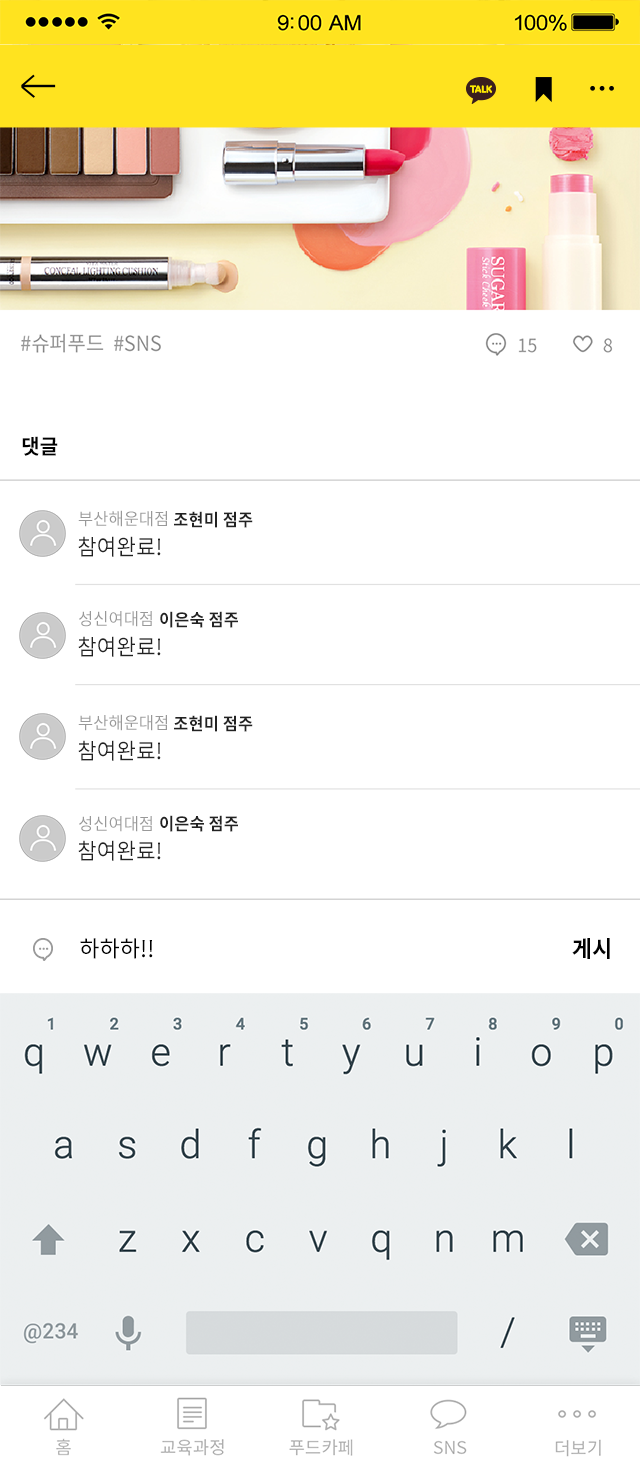 9:00 AM 100%
TALK
CONCEAL LIGHTING CUSHION
SUGAR
Stick Cheek
#슈퍼푸드 #SNS 15 8
댓글
부산해운대점 조현미 점주
참여완료!
성신여대점 이은숙 점주
참여완료!
부산해운대점 조현미 점주
참여완료!
성신여대점 이은숙 점주
참여완료!
하하하!! 게시
1 2 3 4 5 6 7 8 9 0
q w e r t y u i o p
a s d f g h j k l
z x c v q n m
@234 /
홈 교육과정 푸드카페 SNS 더보기